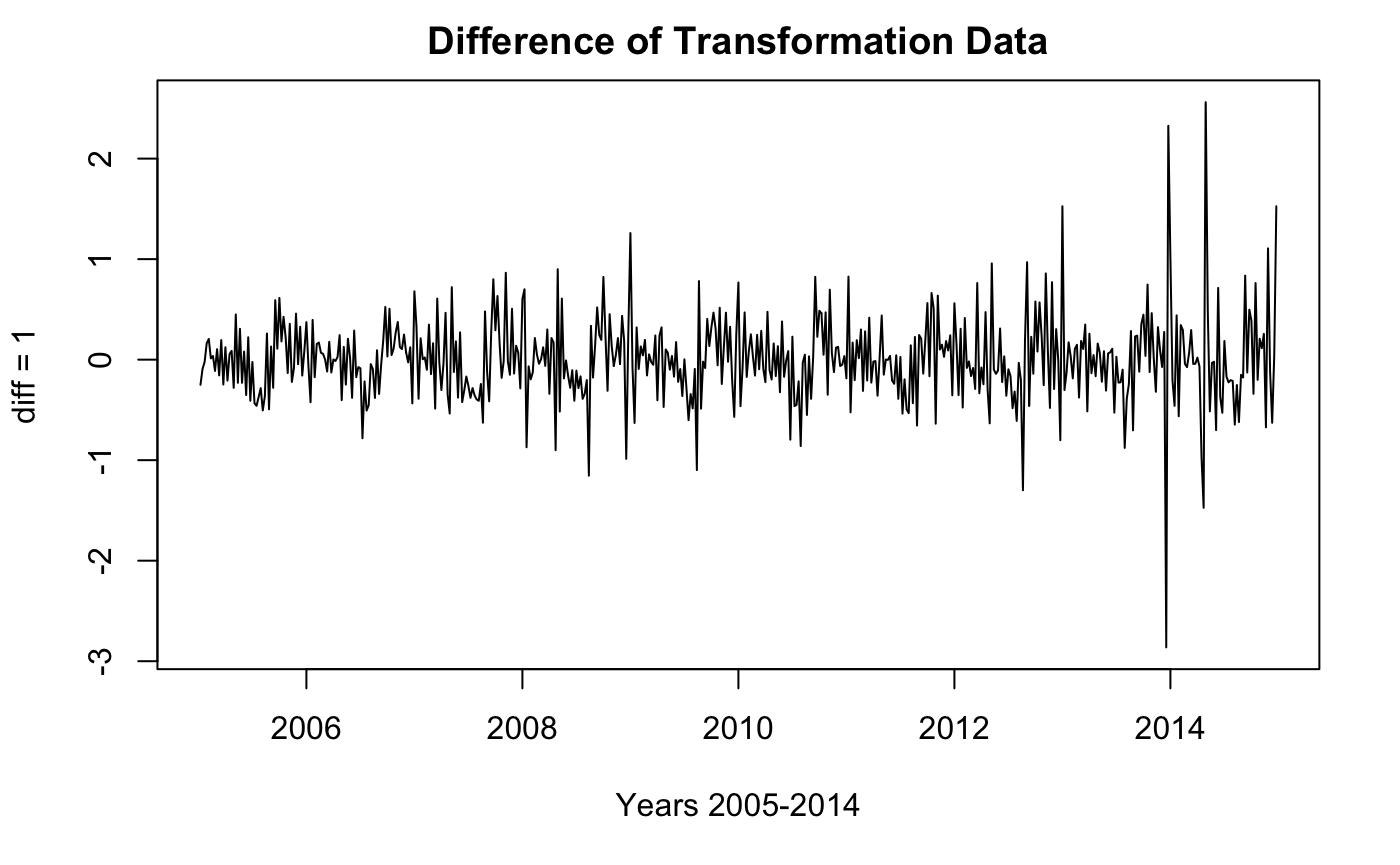 Difference of Transformation Data
diff = 1
2
1
0
-1
-2
-3
2006 2008 2010 2012 2014
Years 2005-2014